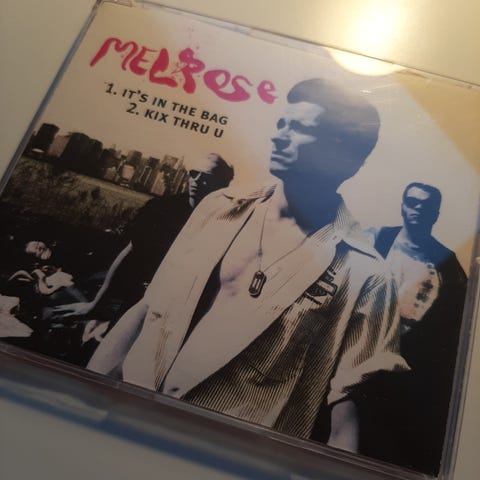 MELROSE
1. IT'S IN THE BAG
2. KIX THRU U